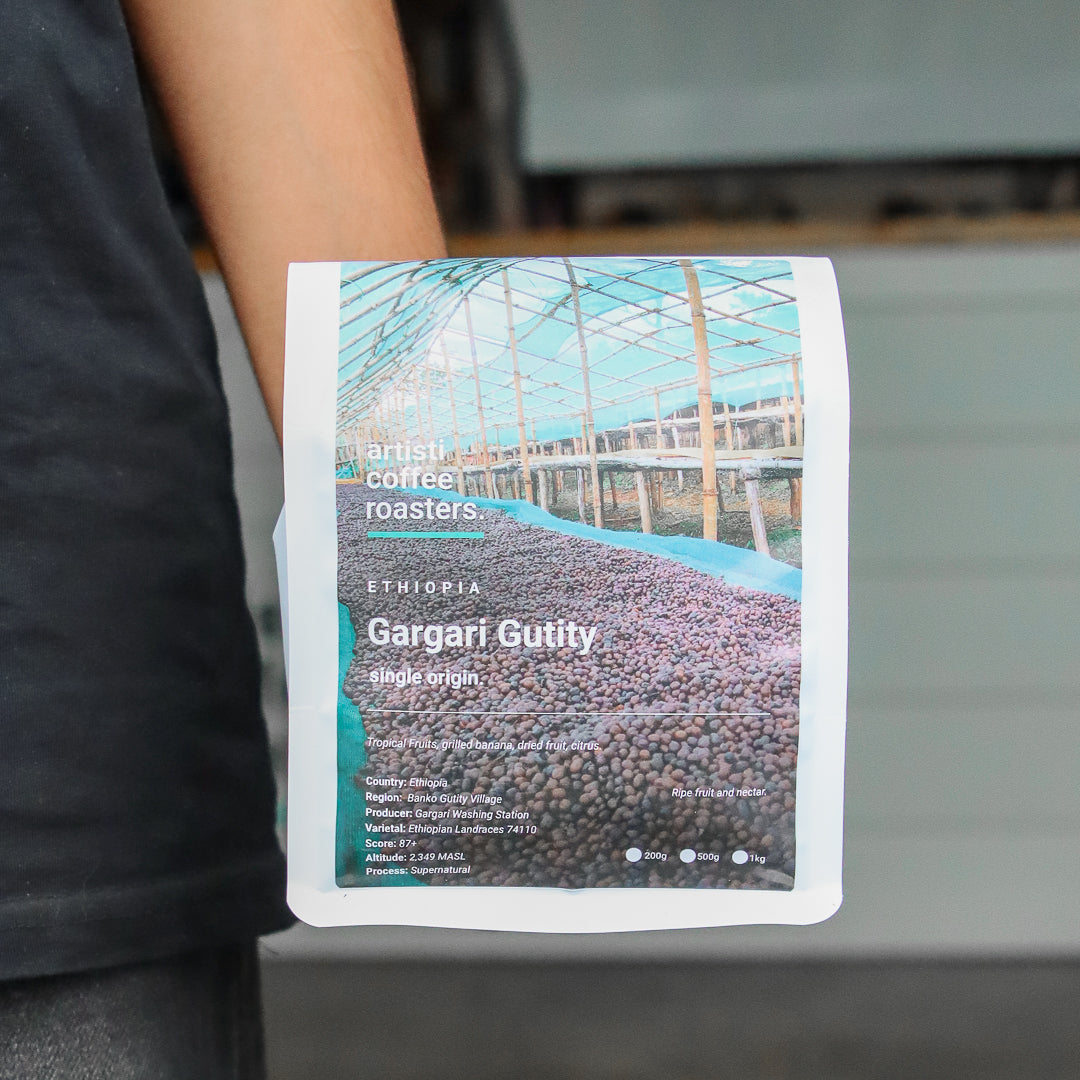 artisti
coffee
roasters.
ETHIOPIA
Gargari Gutity
single origin.
Tropical Fruits, grilled banana, dried fruit, citrus.
Country: Ethiopia
Region: Banko Gutity Village
Producer: Gargari Washing Station
Varietal: Ethiopian Landraces 74110
Score: 87+
Altitude: 2,349 MASL
Process: Supernatural
Ripe fruit and nectar.
200g 500g 1kg